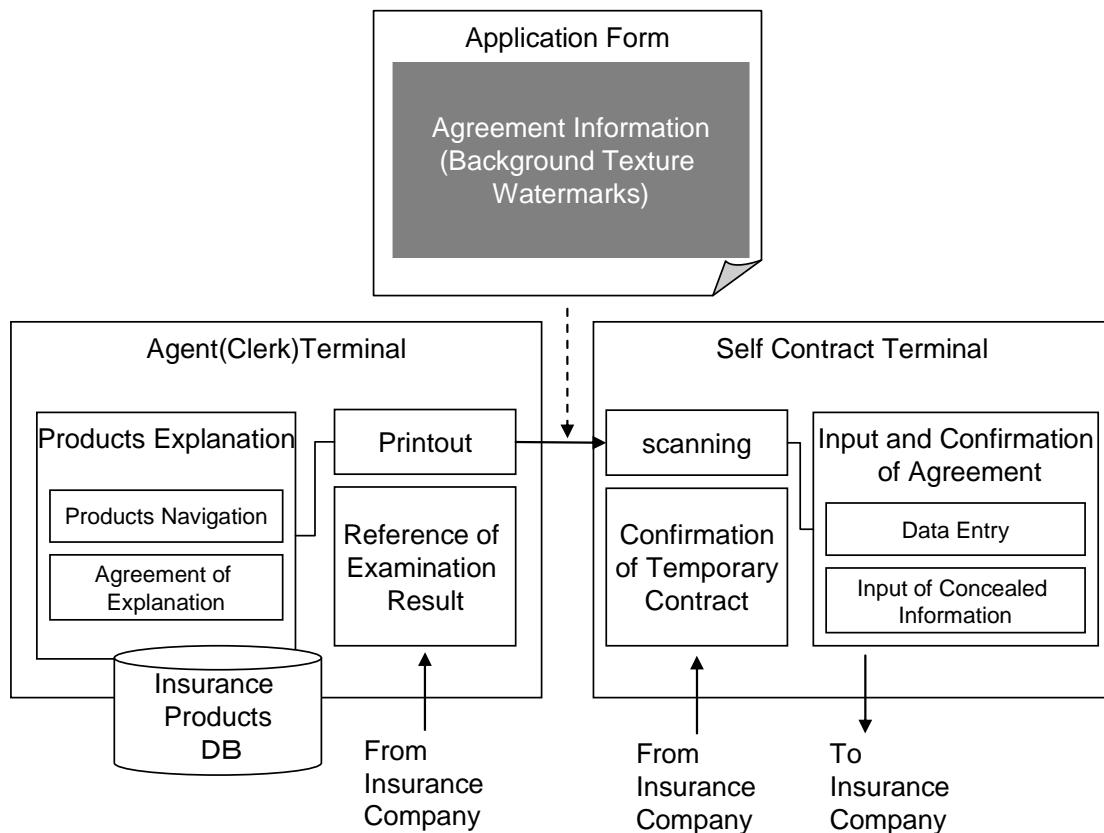 Application Form
Agreement Information
(Background Texture
Watermarks)
Agent(Clerk)Terminal
Products Explanation
Products Navigation
Agreement of
Explanation
Printout
Reference of
Examination
Result
Insurance
Products
DB
From
Insurance
Company
Self Contract Terminal
scanning
Confirmation
of Temporary
Contract
Input and Confirmation
of Agreement
Data Entry
Input of Concealed
Information
From
Insurance
Company
To
Insurance
Company